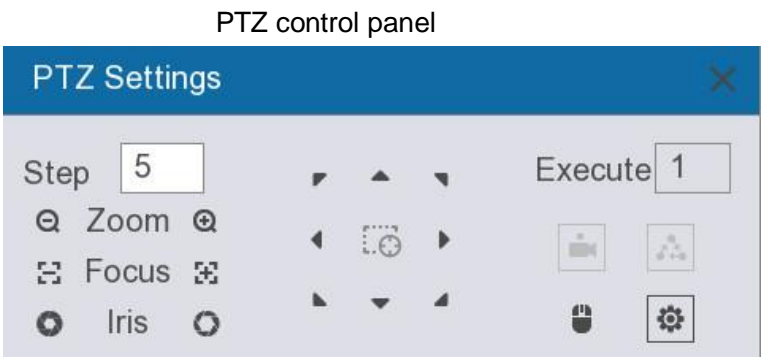 PTZ control panel
PTZ Settings
Step 5
Execute 1
Zoom
Focus
Iris